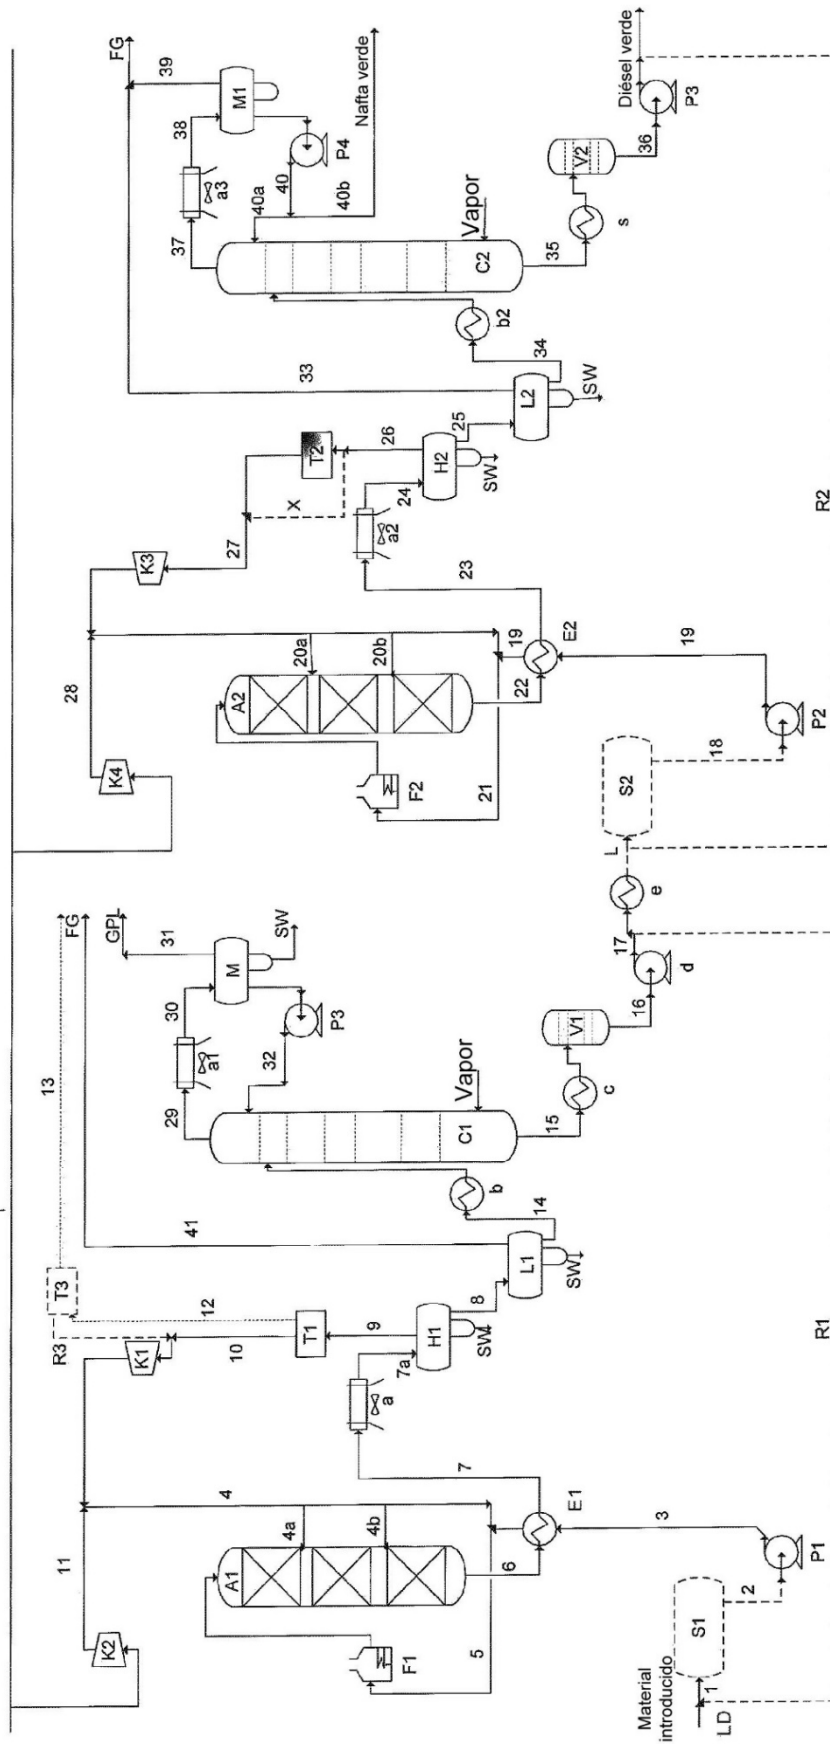 Material
introducido
LD
1
S1
2
P1
3
E1
5
F1
6
7
A1
4a
4b
4
11
K2
K1
R3
10
T3
12
13
T1
9
a
7a
H1
SW
8
L1
SW
41
14
b
FG
C1
Vapor
29
a1
30
M
31
GPL
SW
P3
32
15
c
V1
16
d
17
e
L
S2
18
P2
19
E2
19
21
F2
22
23
A2
20a
20b
28
K4
K3
27
X
T2
26
a2
24
H2
SW
25
L2
SW
33
34
b2
C2
Vapor
37
a3
38
M1
39
FG
P4
40
40a
40b
Nafta verde
35
s
V2
36
P3
Diésel verde
R1
R2